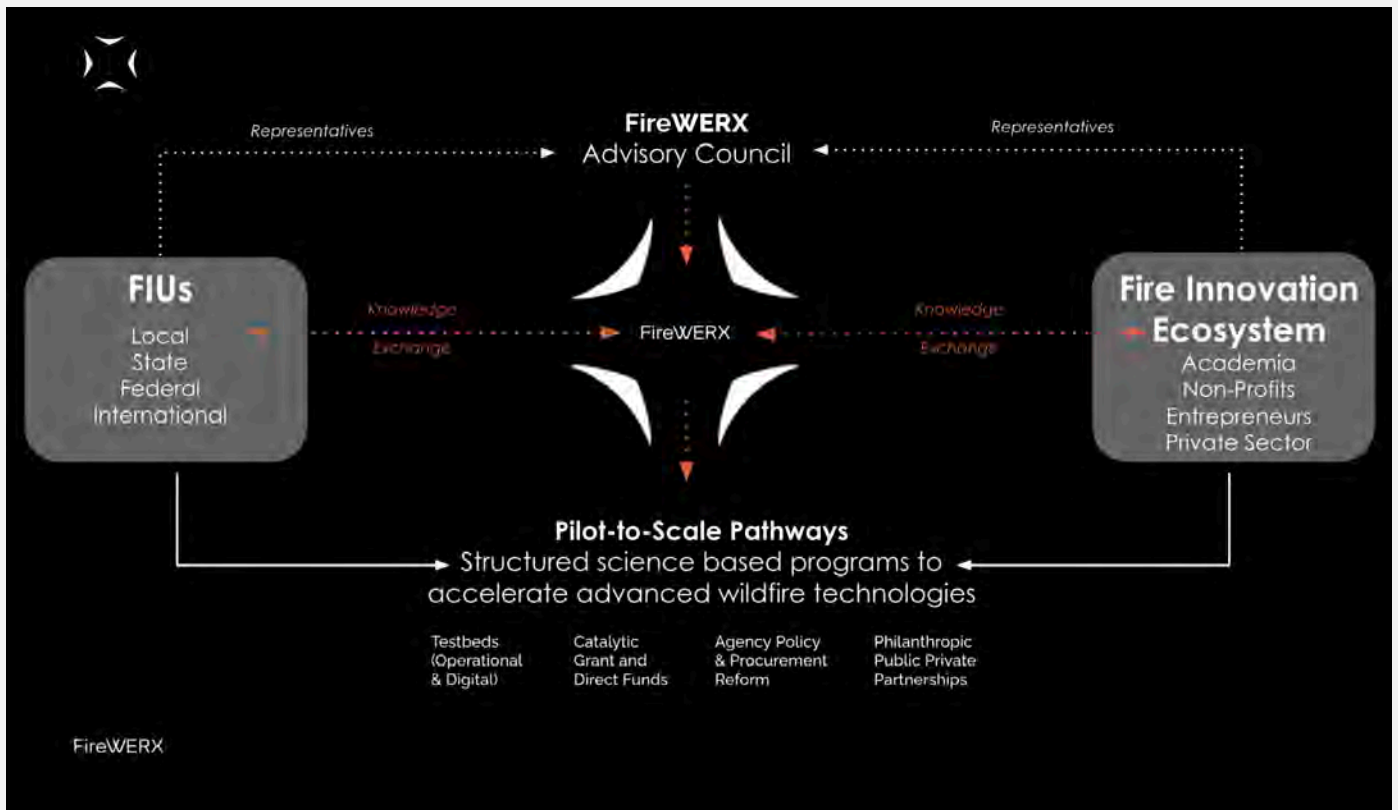 Representatives
FireWERX
Advisory Council
Representatives
FIUs
Local
State
Federal
International
Knowledge
Exchange
FireWERX
Knowledge
Exchange
Fire Innovation
Ecosystem
Academia
Non-Profits
Entrepreneurs
Private Sector
Pilot-to-Scale Pathways
Structured science based programs to
accelerate advanced wildfire technologies
Testbeds
(Operational
& Digital)
Catalytic
Grant and
Direct Funds
Agency Policy
& Procurement
Reform
Philanthropic
Public Private
Partnerships
FireWERX